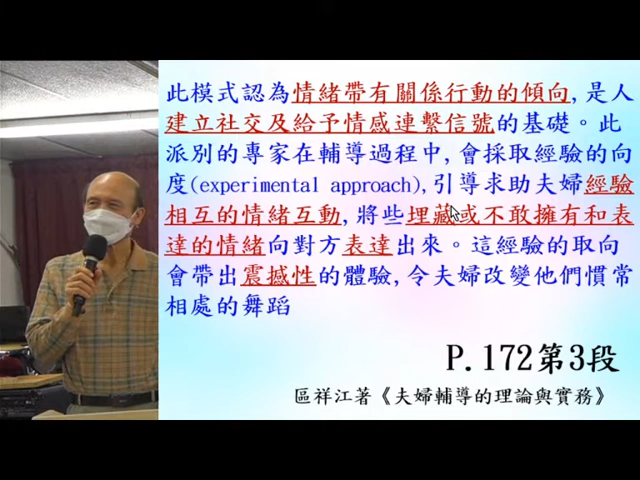 此模式認為情緒帶有關係行動的傾向,是人
建立社交及給予情感連繫信號的基礎。此
派別的專家在輔導過程中,會採取經驗的向
度(experimental approach),引導求助夫婦經驗
相互的情緒互動,將些埋藏或不敢擁有和表
達的情緒向對方表達出來。這經驗的取向
會帶出震撼性的體驗,令夫婦改變他們慣常
相處的舞蹈
P.172第3段
區祥江著《夫婦輔導的理論與實務》